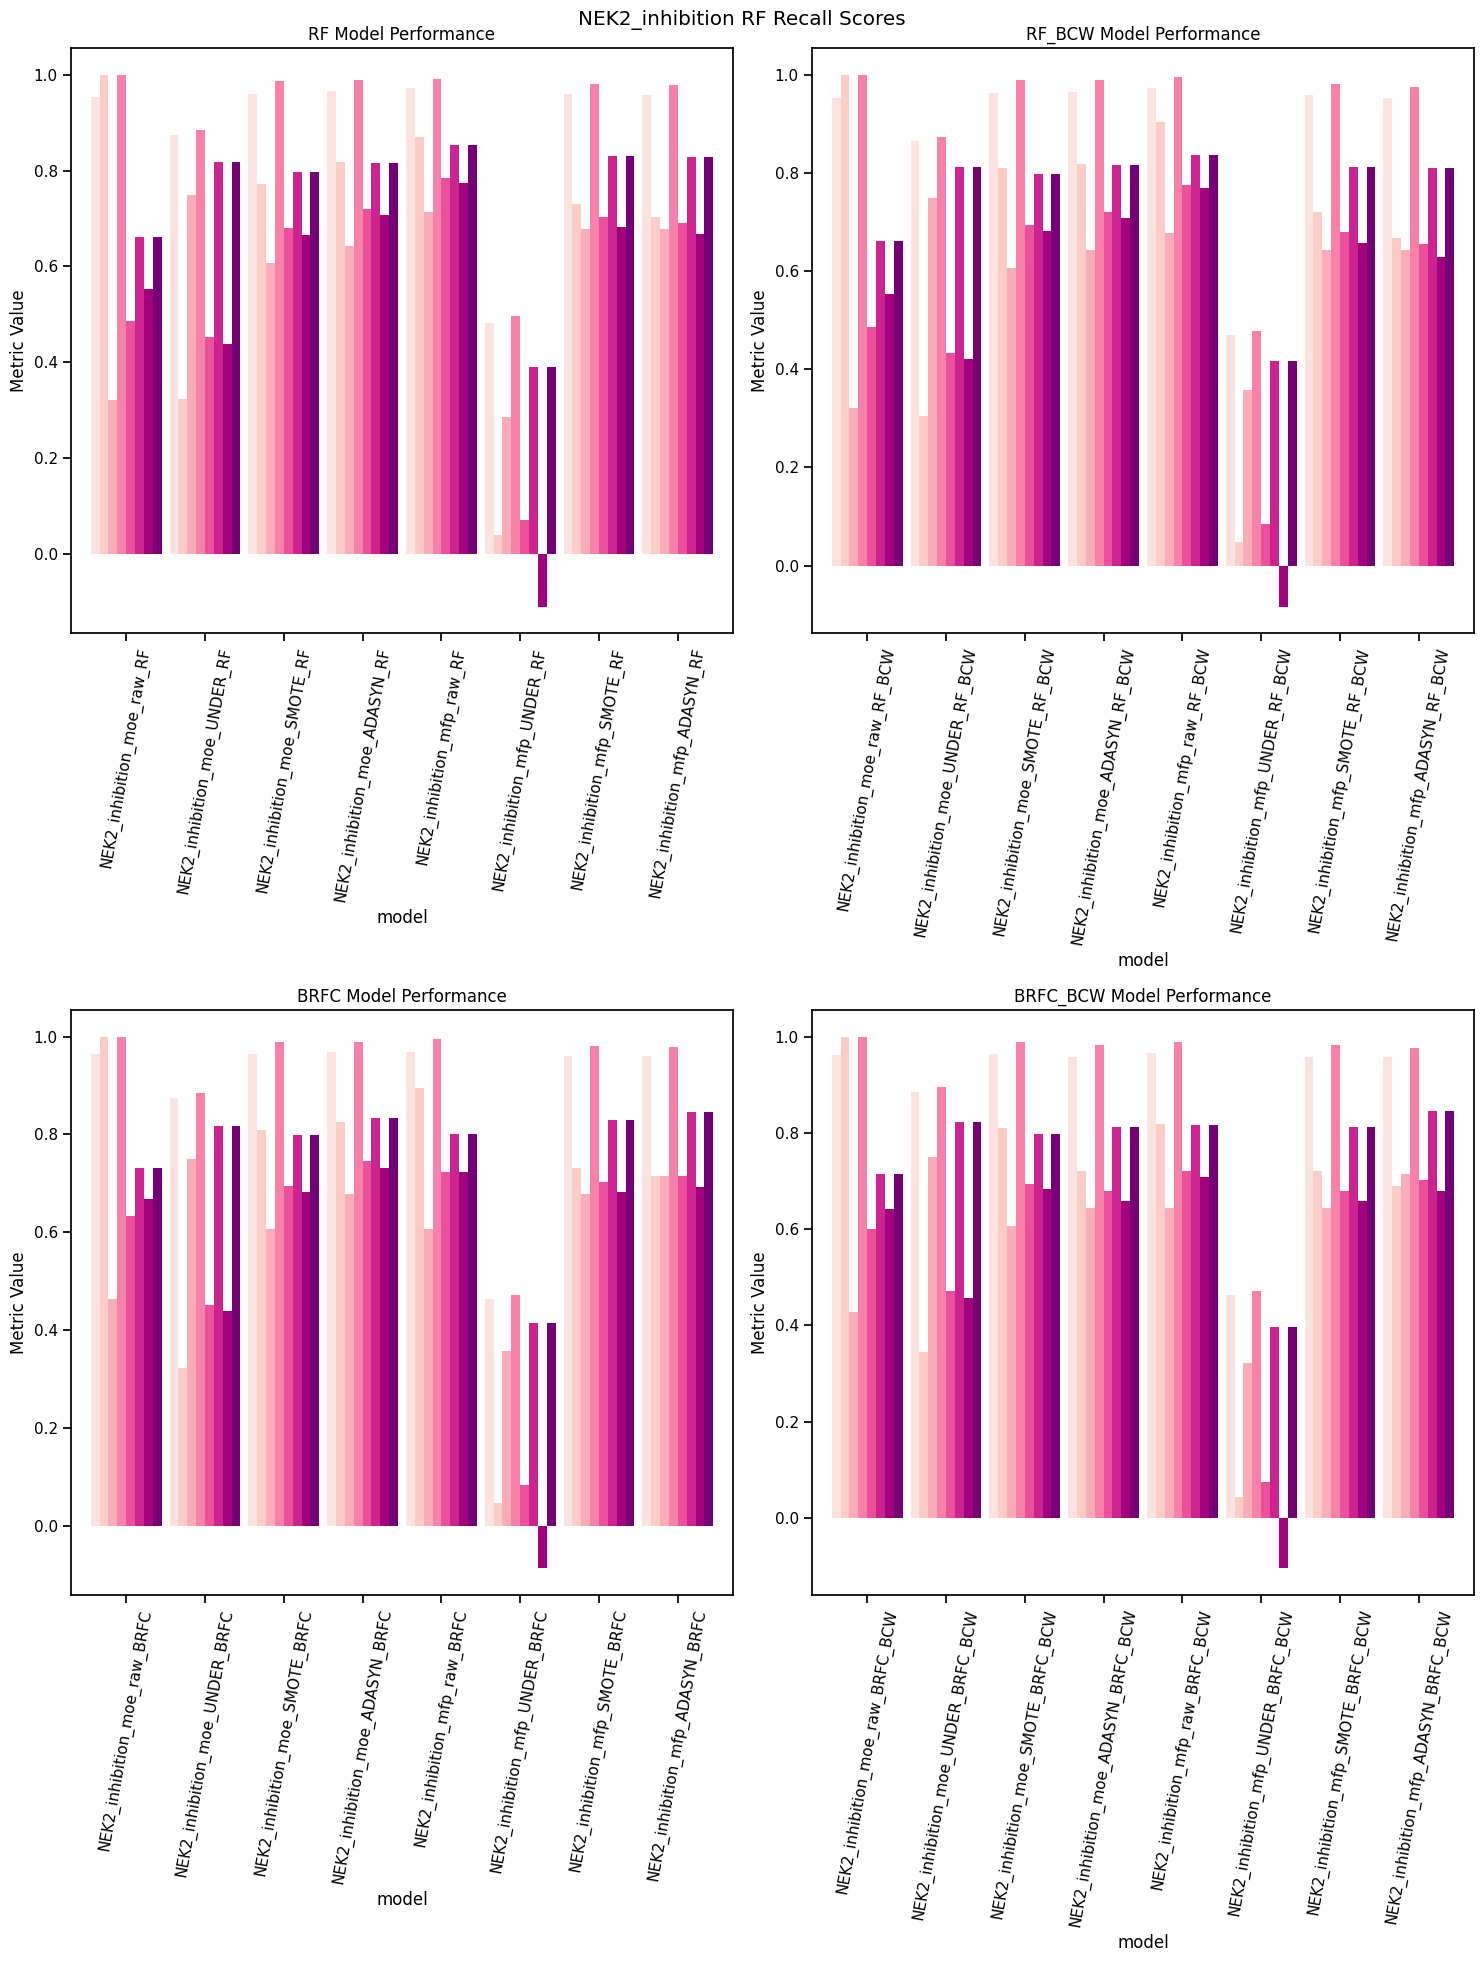 NEK2_inhibition RF Recall Scores
RF Model Performance
Metric Value
1.0
0.8
0.6
0.4
0.2
0.0
NEK2_inhibition_moe_raw_RF
NEK2_inhibition_moe_UNDER_RF
NEK2_inhibition_moe_SMOTE_RF
NEK2_inhibition_moe_ADASYN_RF
NEK2_inhibition_mfp_raw_RF
NEK2_inhibition_mfp_UNDER_RF
NEK2_inhibition_mfp_SMOTE_RF
NEK2_inhibition_mfp_ADASYN_RF
model
RF_BCW Model Performance
Metric Value
1.0
0.8
0.6
0.4
0.2
0.0
NEK2_inhibition_moe_raw_RF_BCW
NEK2_inhibition_moe_UNDER_RF_BCW
NEK2_inhibition_moe_SMOTE_RF_BCW
NEK2_inhibition_moe_ADASYN_RF_BCW
NEK2_inhibition_mfp_raw_RF_BCW
NEK2_inhibition_mfp_UNDER_RF_BCW
NEK2_inhibition_mfp_SMOTE_RF_BCW
NEK2_inhibition_mfp_ADASYN_RF_BCW
model
BRFC Model Performance
Metric Value
1.0
0.8
0.6
0.4
0.2
0.0
NEK2_inhibition_moe_raw_BRFC
NEK2_inhibition_moe_UNDER_BRFC
NEK2_inhibition_moe_SMOTE_BRFC
NEK2_inhibition_moe_ADASYN_BRFC
NEK2_inhibition_mfp_raw_BRFC
NEK2_inhibition_mfp_UNDER_BRFC
NEK2_inhibition_mfp_SMOTE_BRFC
NEK2_inhibition_mfp_ADASYN_BRFC
model
BRFC_BCW Model Performance
Metric Value
1.0
0.8
0.6
0.4
0.2
0.0
NEK2_inhibition_moe_raw_BRFC_BCW
NEK2_inhibition_moe_UNDER_BRFC_BCW
NEK2_inhibition_moe_SMOTE_BRFC_BCW
NEK2_inhibition_moe_ADASYN_BRFC_BCW
NEK2_inhibition_mfp_raw_BRFC_BCW
NEK2_inhibition_mfp_UNDER_BRFC_BCW
NEK2_inhibition_mfp_SMOTE_BRFC_BCW
NEK2_inhibition_mfp_ADASYN_BRFC_BCW
model